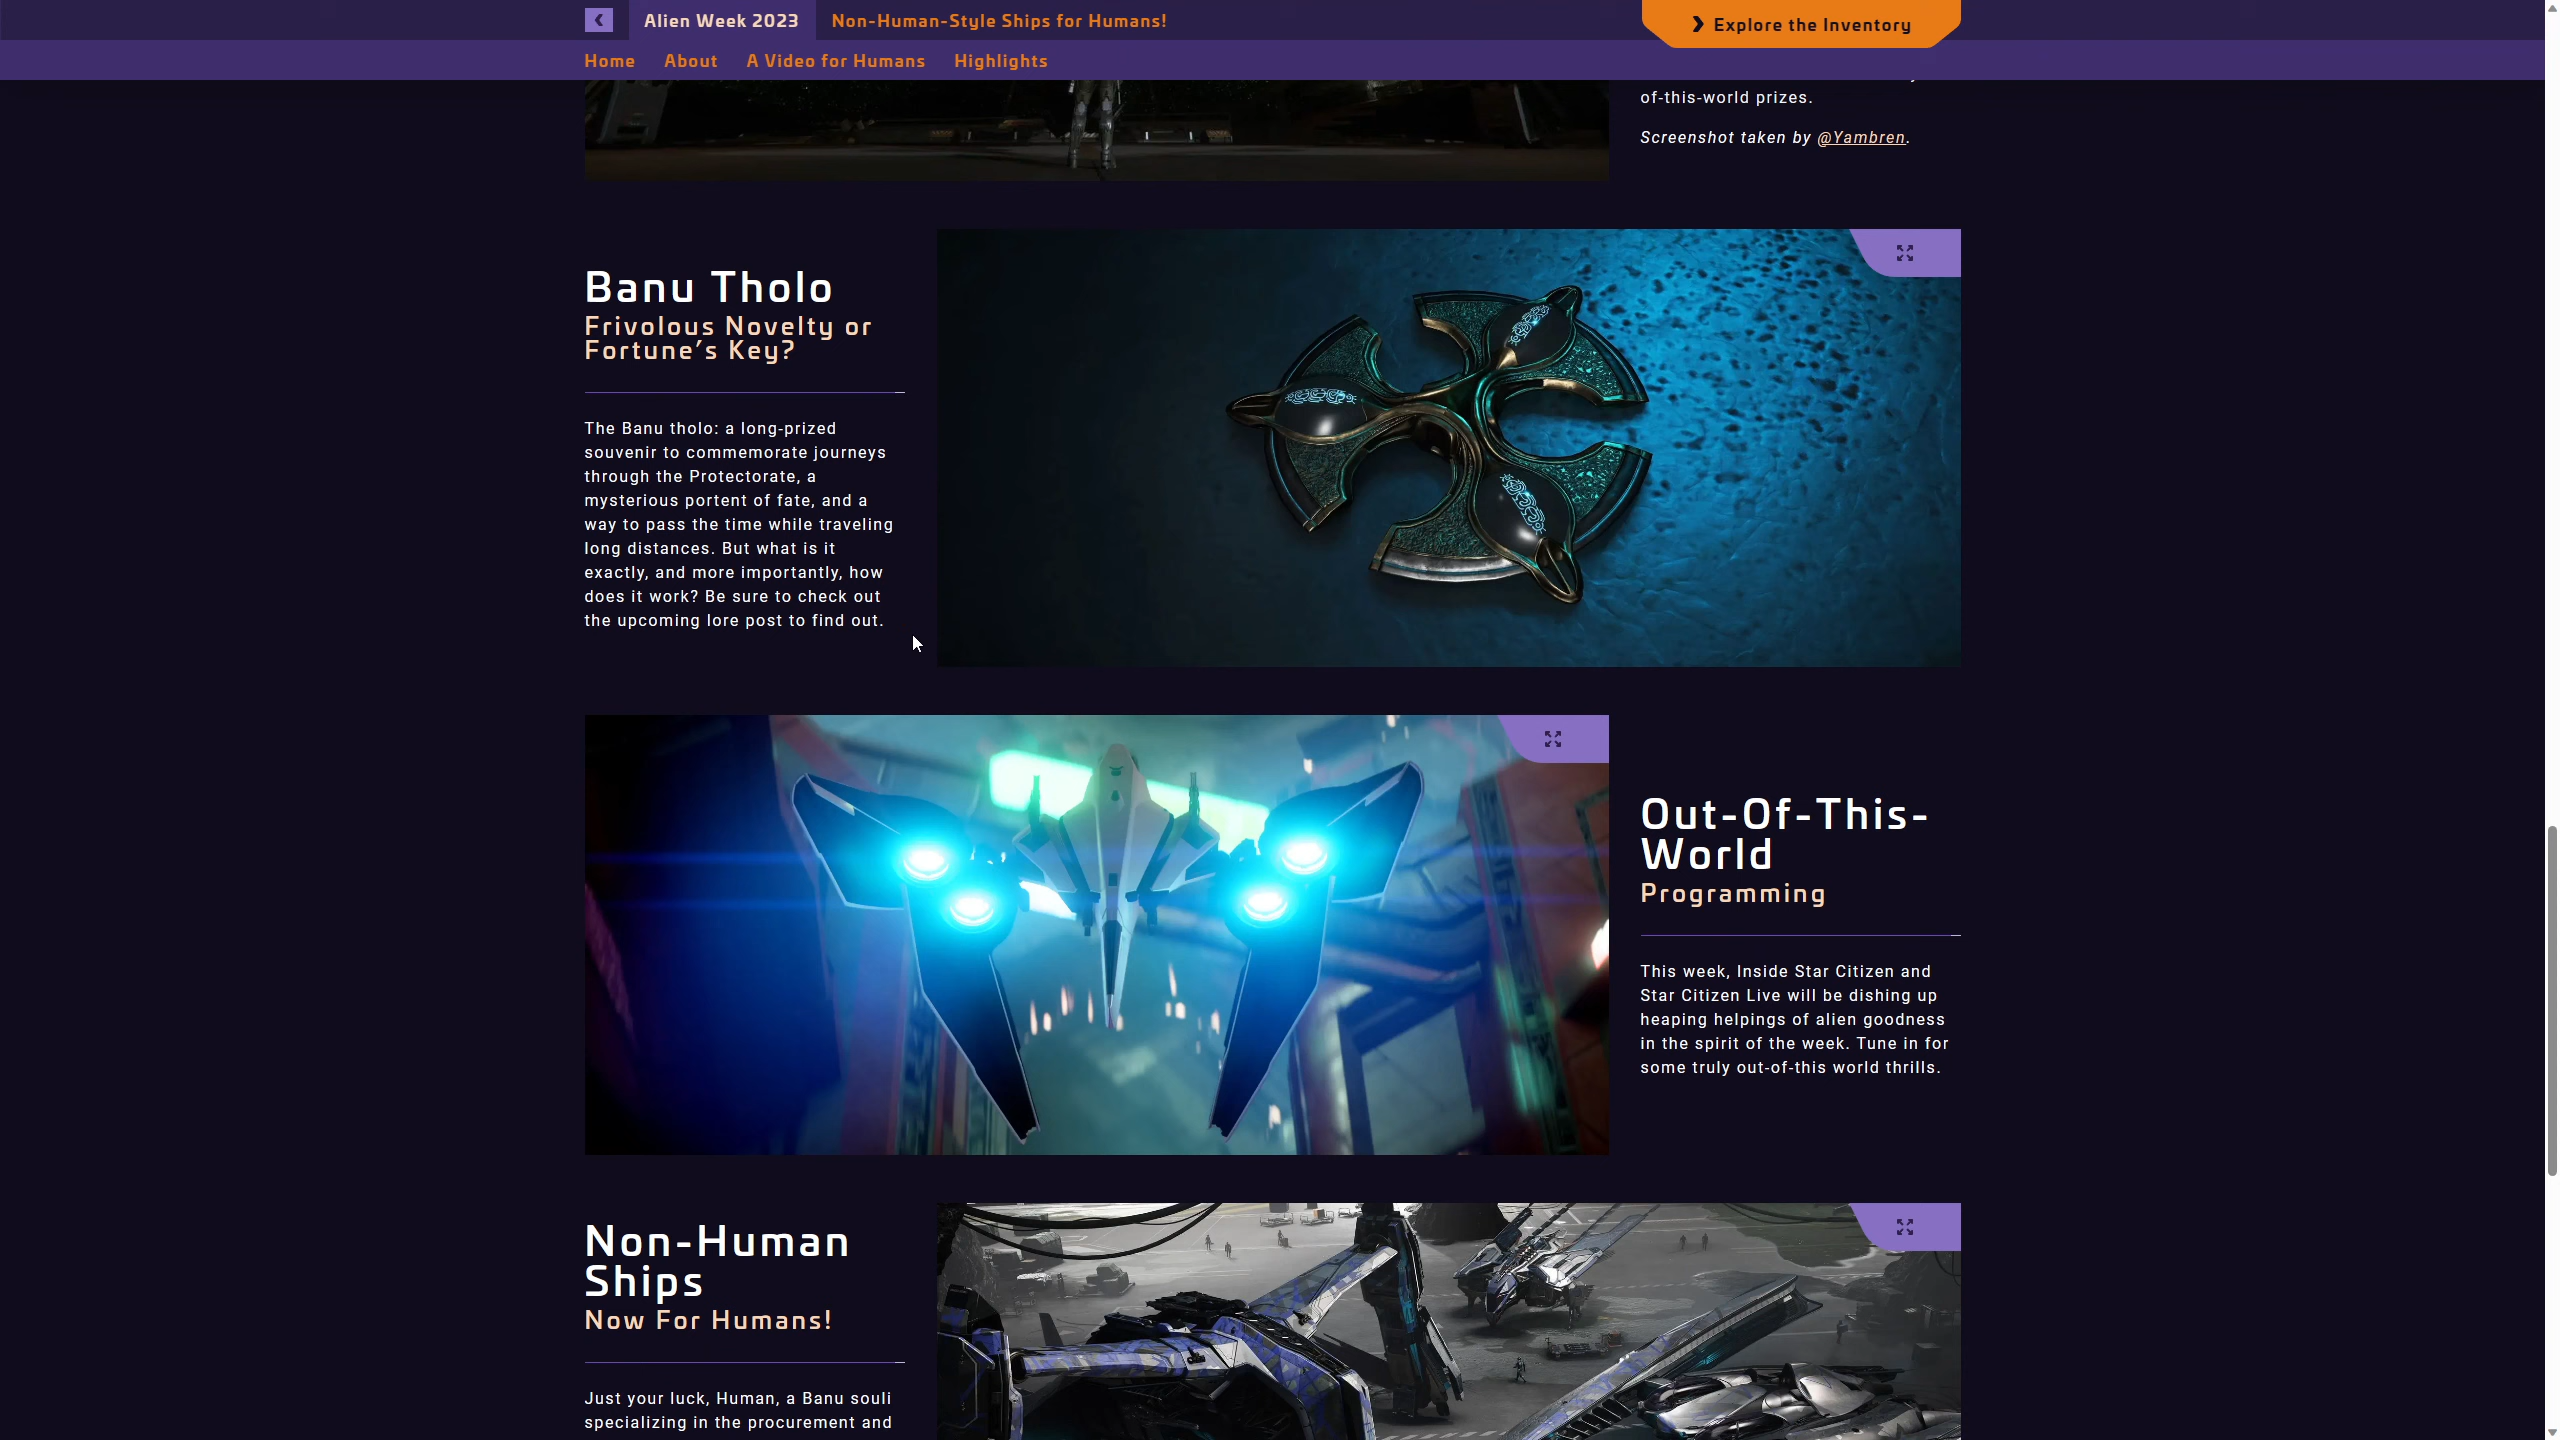 Alien Week 2023
Non-Human-Style Ships for Humans!
Explore the Inventory
Home
About
A Video for Humans
Highlights
of-this-world prizes.
Screenshot taken by @Yambren.
Banu Tholo
Frivolous Novelty or
Fortune's Key?
The Banu tholo: a long-prized
souvenir to commemorate journeys
through the Protectorate, a
mysterious portent of fate, and a
way to pass the time while traveling
long distances. But what is it
exactly, and more importantly, how
does it work? Be sure to check out
the upcoming lore post to find out.
Out-Of-This-
World
Programming
This week, Inside Star Citizen and
Star Citizen Live will be dishing up
heaping helpings of alien goodness
in the spirit of the week. Tune in for
some truly out-of-this world thrills.
Non-Human
Ships
Now For Humans!
Just your luck, Human, a Banu souli
specializing in the procurement and